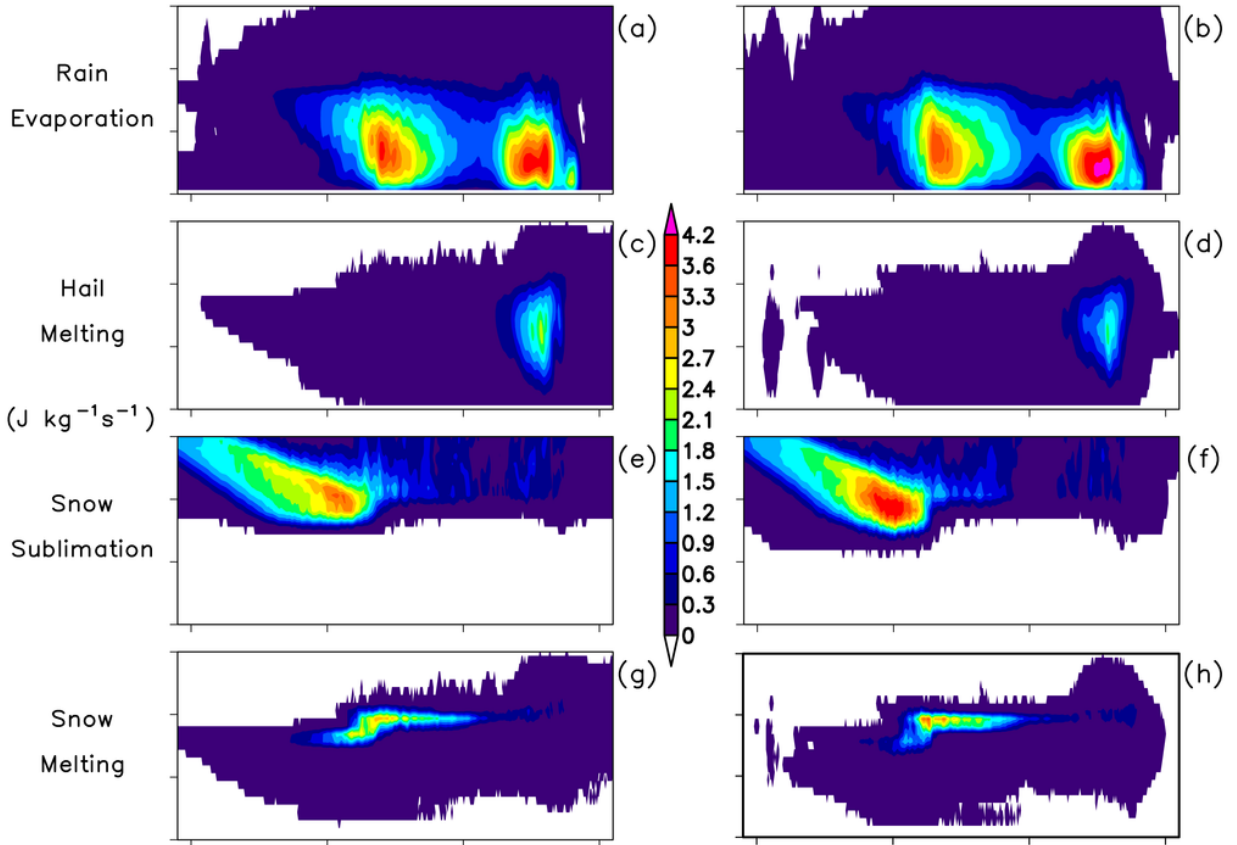 (a)
(b)
Rain
Evaporation
(c)
(d)
Hail
Melting
4.2
3.6
3.3
3
2.7
2.4
2.1
1.8
1.5
1.2
0.9
0.6
0.3
0
(J kg⁻¹s⁻¹)
(e)
(f)
Snow
Sublimation
(g)
(h)
Snow
Melting